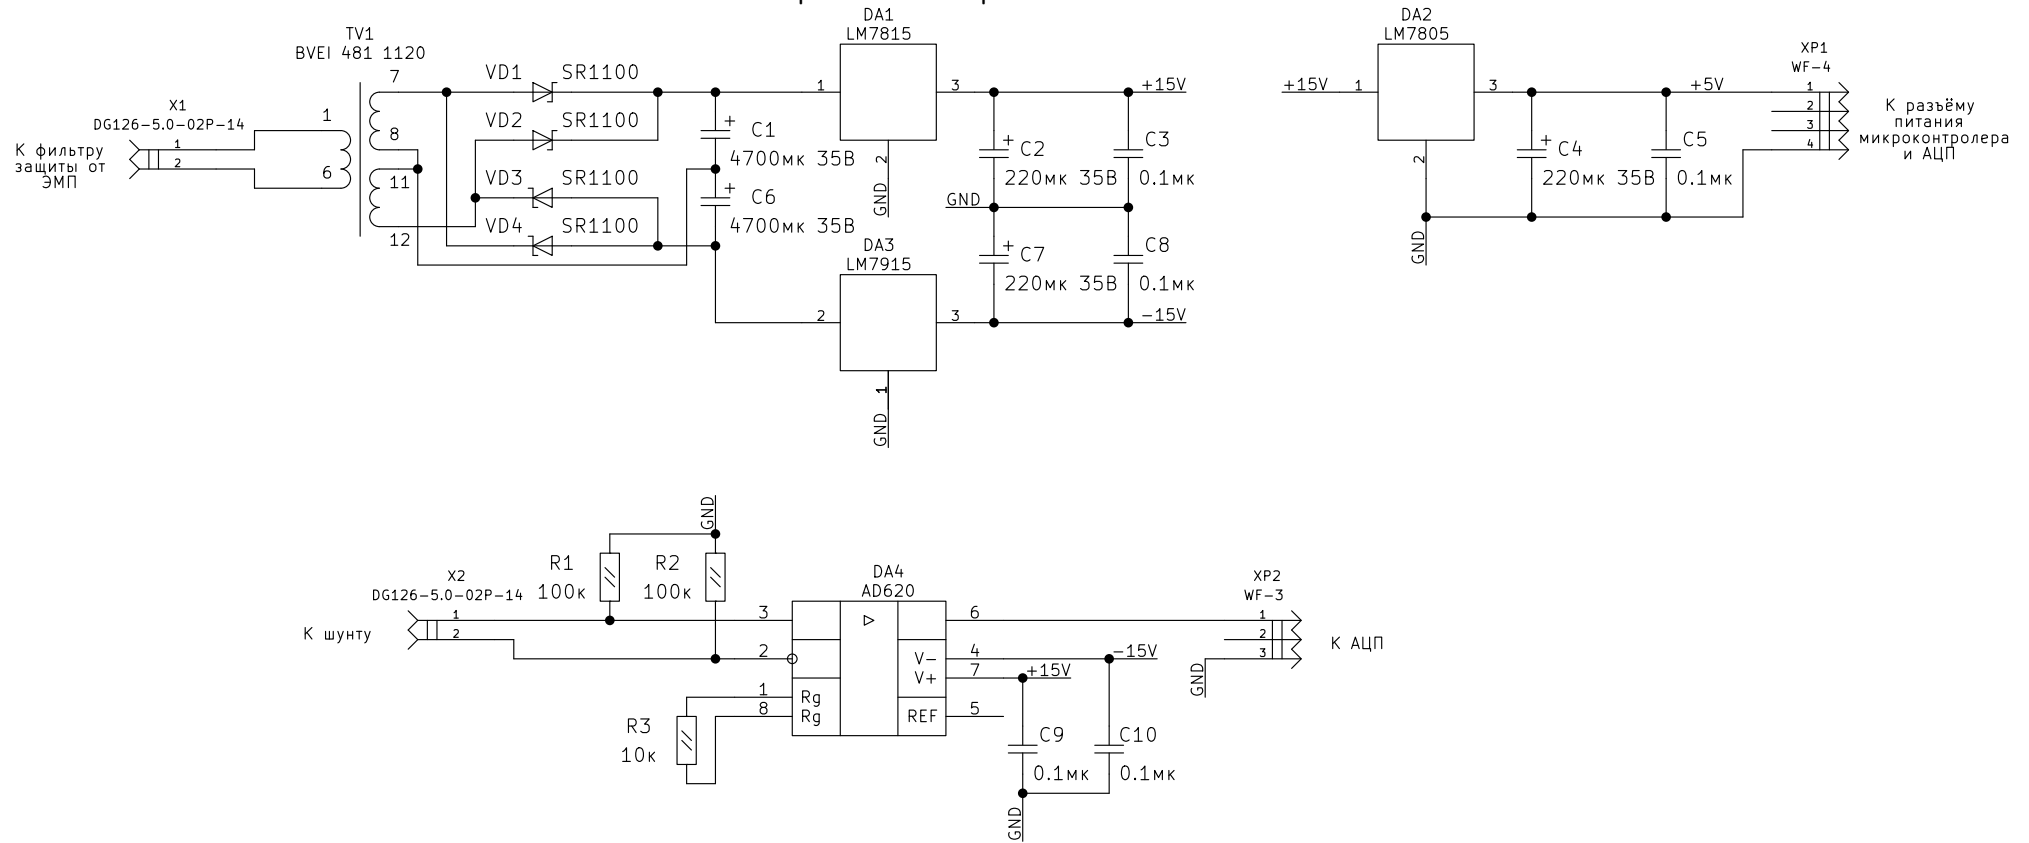 TV1
BVEI 481 1120
7
1
8
6
11
12
X1
DG126-5.0-02P-14
1
2
К фильтру
защиты от
ЭМП
VD1 SR1100
VD2 SR1100
VD3 SR1100
VD4 SR1100
+ C1
4700мк 35В
+ C6
4700мк 35В
DA1
LM7815
1
3
2
GND
DA3
LM7915
2
3
1
GND
+15V
+ C2
220мк 35В
C3
0.1мк
GND
+ C7
220мк 35В
C8
0.1мк
-15V
DA2
LM7805
+15V 1
3
2
GND
+5V
+ C4
220мк 35В
C5
0.1мк
XP1
WF-4
1
2
3
4
К разъёму
питания
микроконтролера
и АЦП
GND
R1
100к
R2
100к
X2
DG126-5.0-02P-14
1
2
К шунту
DA4
AD620
3
2
1
8
Rg
Rg
R3
10к
6
V- 4
V+ 7
REF 5
-15V
+15V
C9
0.1мк
C10
0.1мк
GND
XP2
WF-3
1
2
3
GND
К АЦП